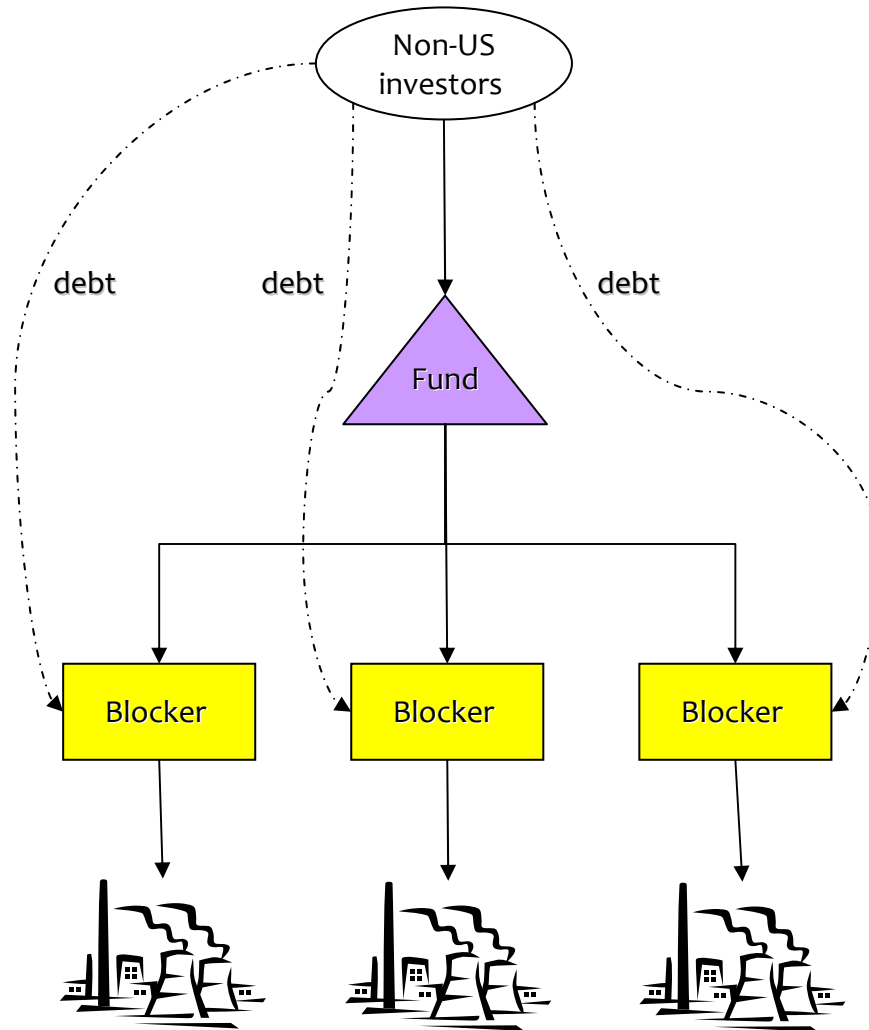 Non-US
investors
debt
debt
debt
Fund
Blocker
Blocker
Blocker